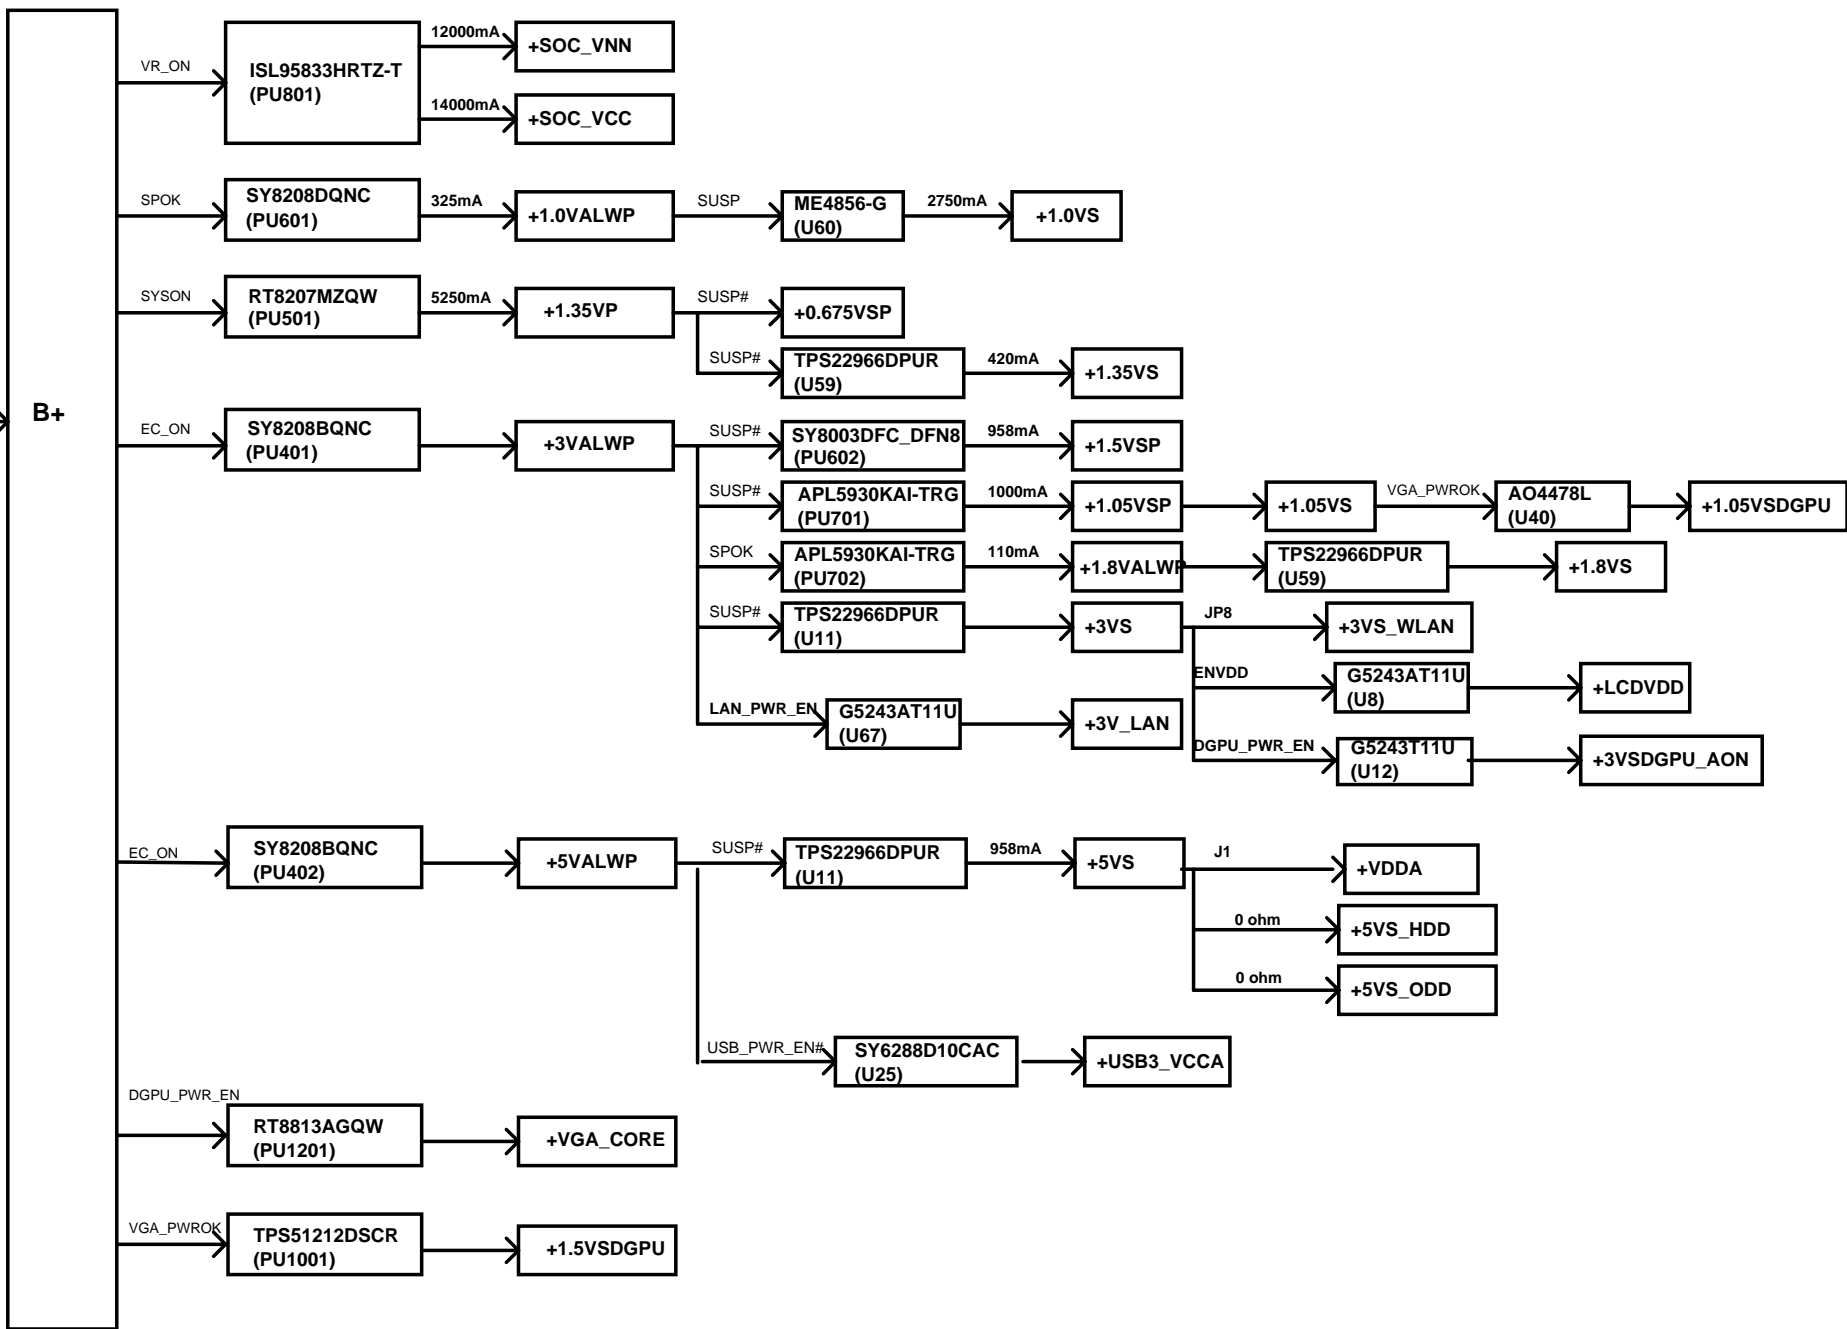 B+
VR_ON
ISL95833HRTZ-T
(PU801)
12000mA
+SOC_VNN
14000mA
+SOC_VCC
SPOK
SY8208DQNC
(PU601)
325mA
+1.0VALWP
SUSP
ME4856-G
(U60)
2750mA
+1.0VS
SYSON
RT8207MZQW
(PU501)
5250mA
+1.35VP
SUSP#
+0.675VSP
SUSP#
TPS22966DPUR
(U59)
420mA
+1.35VS
EC_ON
SY8208BQNC
(PU401)
+3VALWP
SUSP#
SY8003DFC_DFN8
(PU602)
958mA
+1.5VSP
SUSP#
APL5930KAI-TRG
(PU701)
1000mA
+1.05VSP
+1.05VS
VGA_PWROK
AO4478L
(U40)
+1.05VSDGPU
SPOK
APL5930KAI-TRG
(PU702)
110mA
+1.8VALWP
TPS22966DPUR
(U59)
+1.8VS
SUSP#
TPS22966DPUR
(U11)
+3VS
JP8
+3VS_WLAN
ENVDD
G5243AT11U
(U8)
+LCDVDD
LAN_PWR_EN
G5243AT11U
(U67)
+3V_LAN
DGPU_PWR_EN
G5243T11U
(U12)
+3VSDGPU_AON
EC_ON
SY8208BQNC
(PU402)
+5VALWP
SUSP#
TPS22966DPUR
(U11)
958mA
+5VS
J1
+VDDA
0 ohm
+5VS_HDD
0 ohm
+5VS_ODD
USB_PWR_EN#
SY6288D10CAC
(U25)
+USB3_VCCA
DGPU_PWR_EN
RT8813AGQW
(PU1201)
+VGA_CORE
VGA_PWROK
TPS51212DSCR
(PU1001)
+1.5VSDGPU